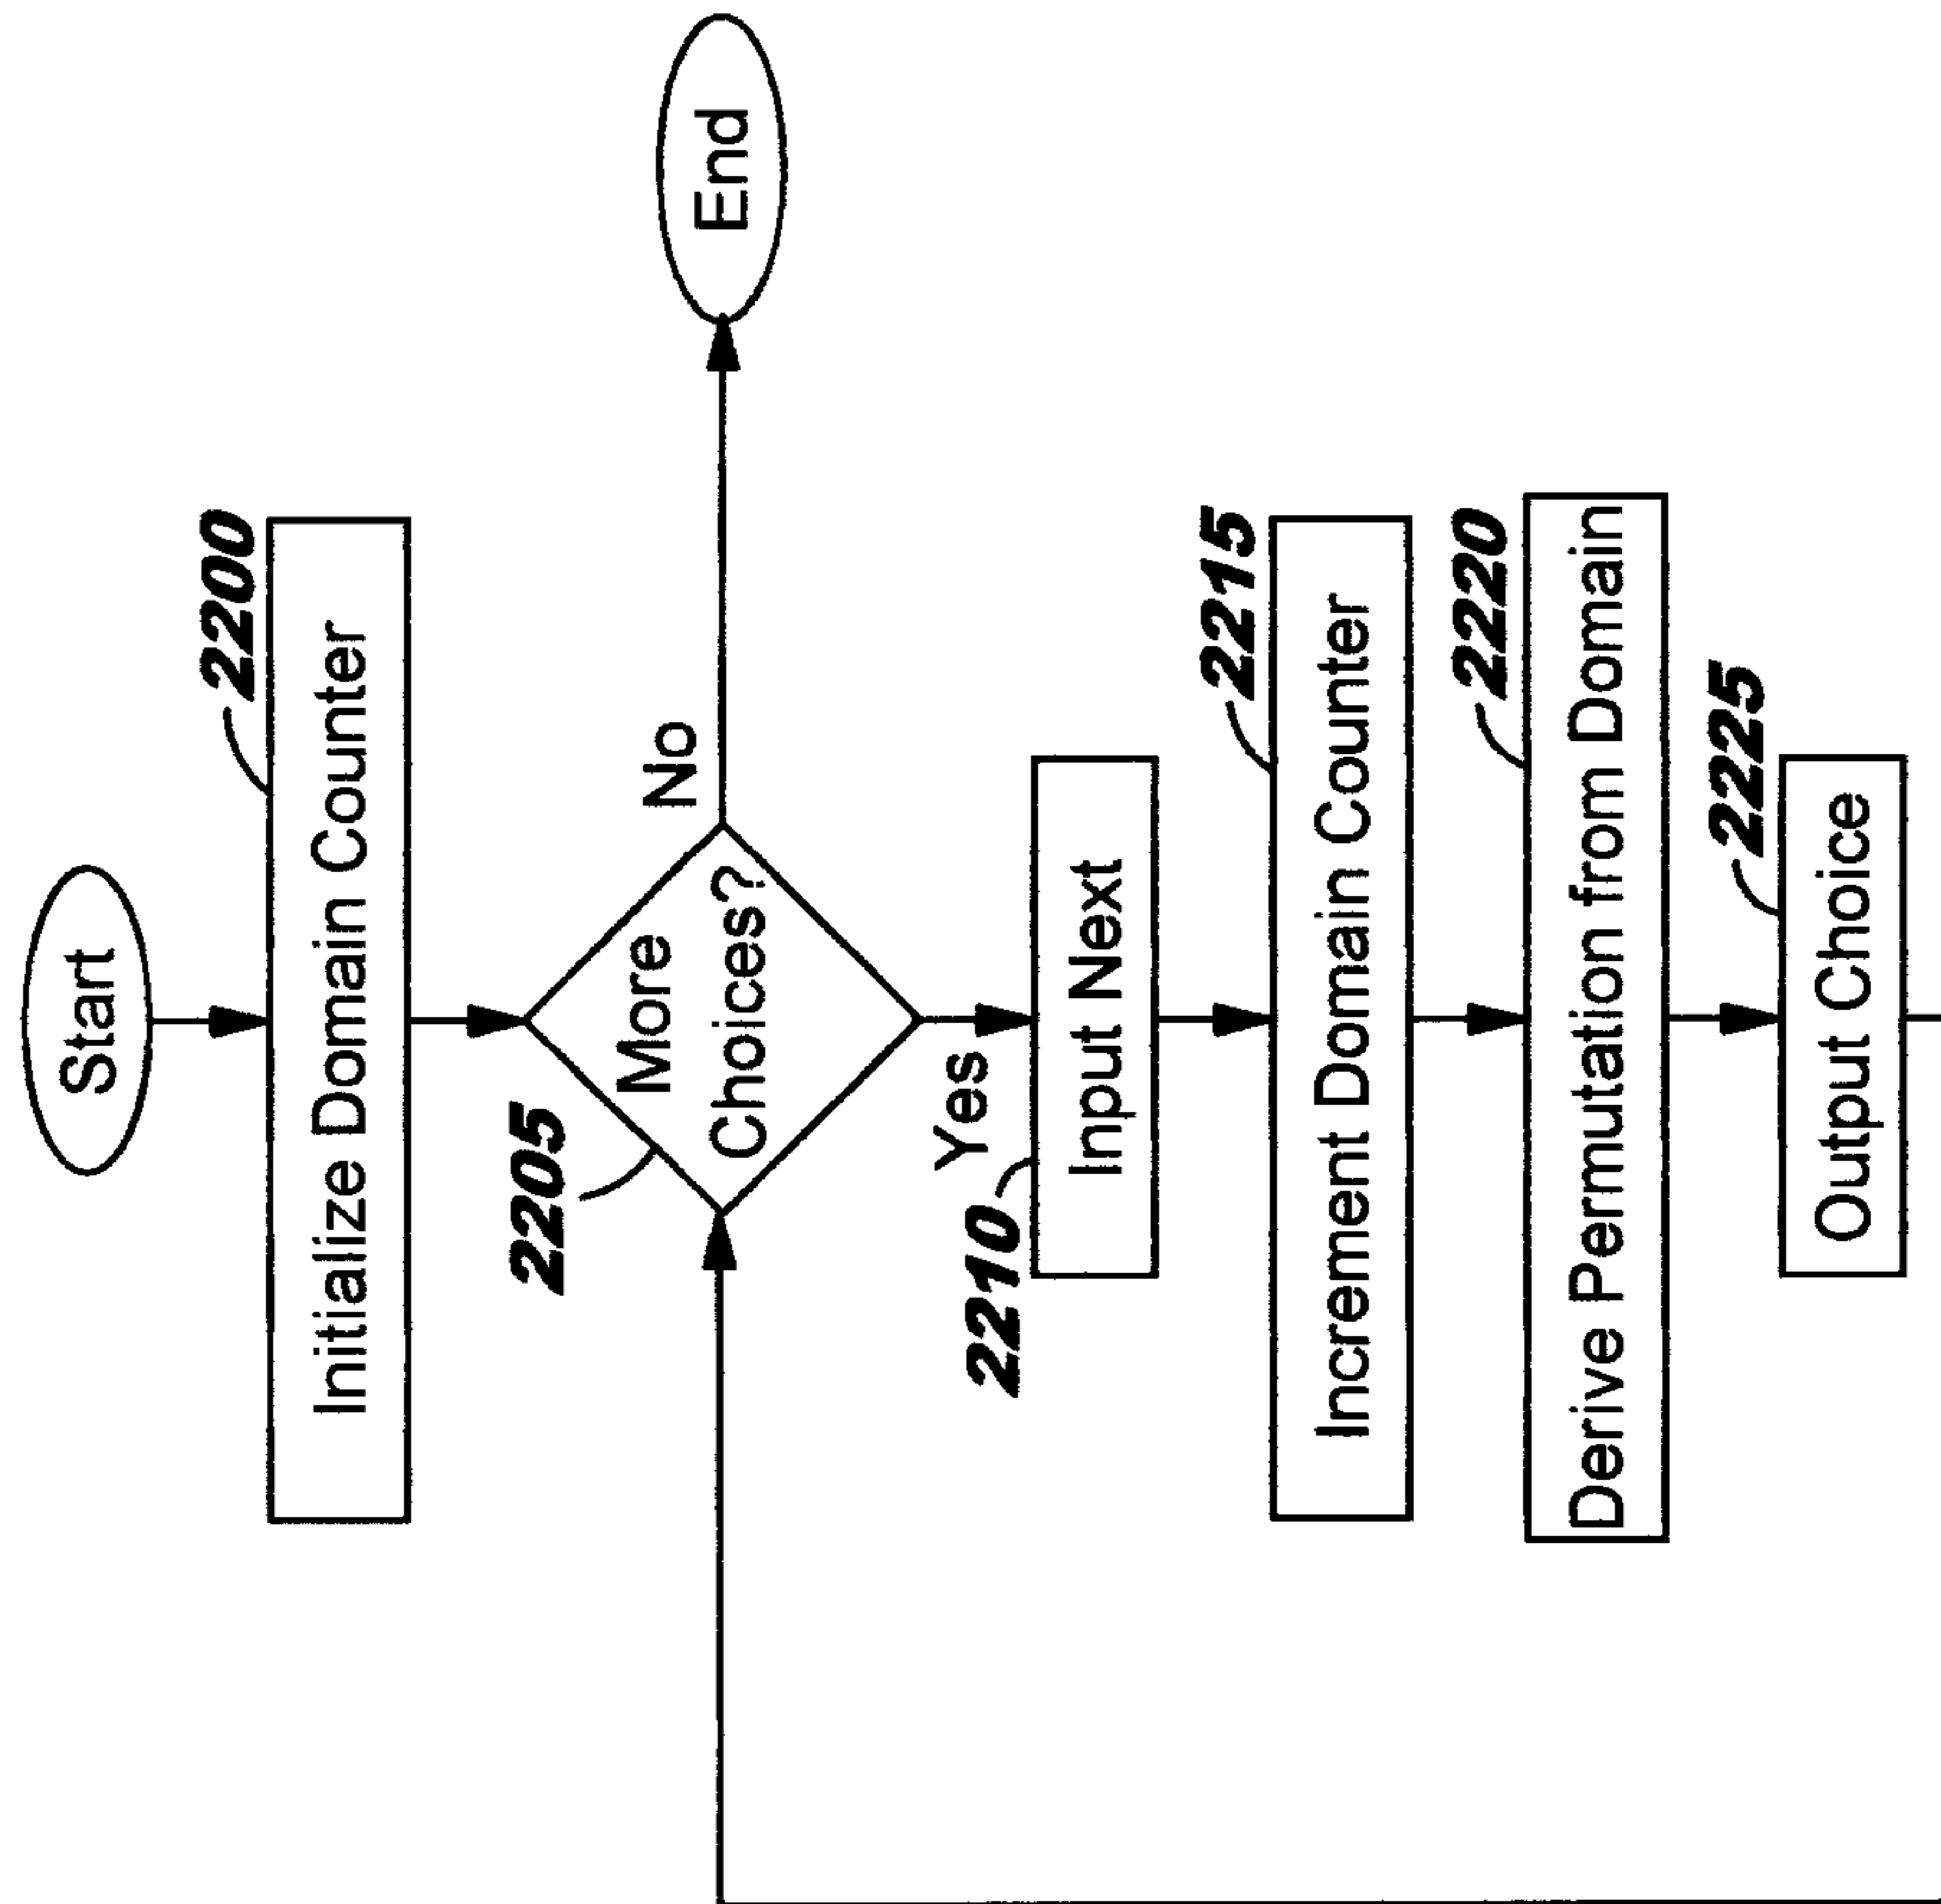 Start
2200
Initialize Domain Counter
2205
More
Choices?
No
End
Yes
2210
Input Next
2215
Increment Domain Counter
2220
Derive Permutation from Domain
2225
Output Choice